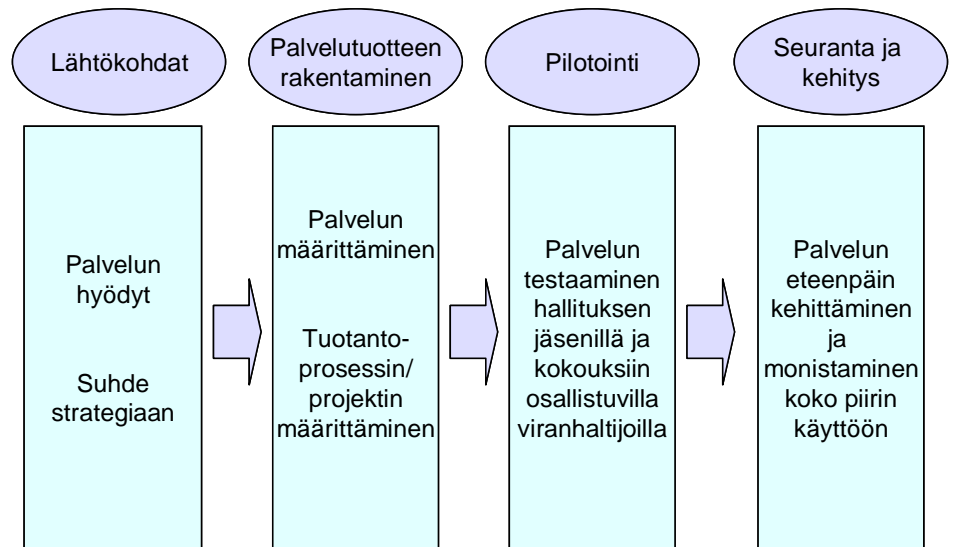 Lähtökohdat
Palvelutuotteen
rakentaminen
Pilotointi
Seuranta ja
kehitys
Palvelun
hyödyt
Suhde
strategiaan
Palvelun
määrittäminen
Tuotanto-
prosessin/
projektin
määrittäminen
Palvelun
testaaminen
hallituksen
jäsenillä ja
kokouksiin
osallistuvilla
viranhaltijoilla
Palvelun
eteenpäin
kehittäminen
ja
monistaminen
koko piirin
käyttöön